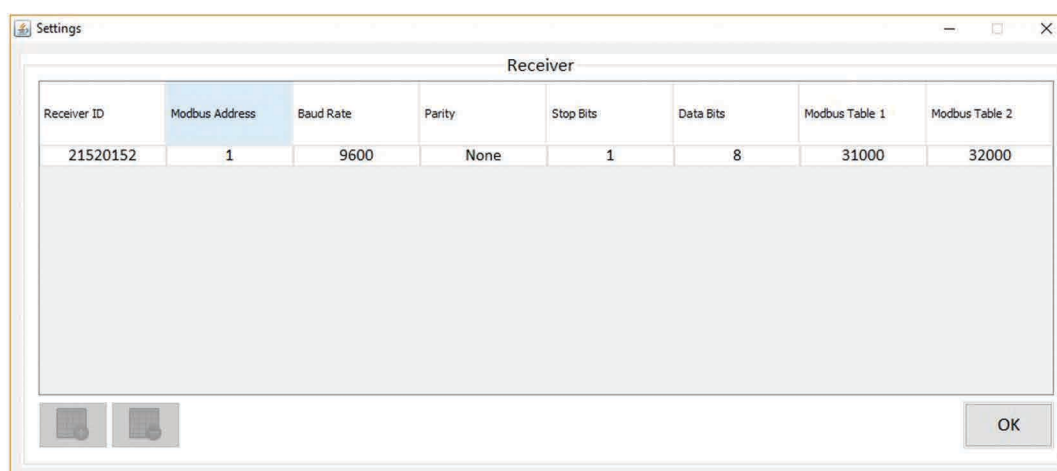 Settings
Receiver
Receiver ID Modbus Address Baud Rate Parity Stop Bits Data Bits Modbus Table 1 Modbus Table 2
21520152 1 9600 None 1 8 31000 32000
OK